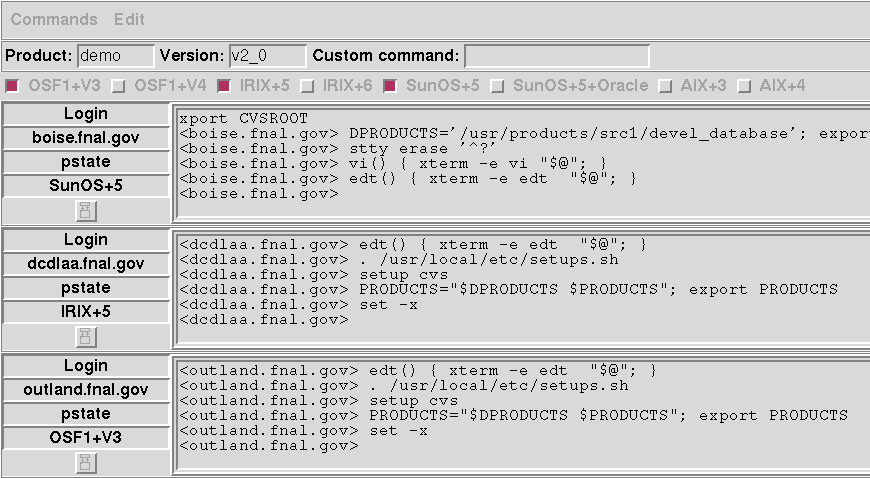 Commands Edit
Product: demo Version: v2_0 Custom command:
OSF1+V3 OSF1+V4 IRIX+5 IRIX+6 SunOS+5 SunOS+5+Oracle AIX+3 AIX+4
Login
boise.fnal.gov
pstate
SunOS+5
xport CVSROOT
<boise.fnal.gov> DPRODUCTS='/usr/products/src1/devel_database'; expor
<boise.fnal.gov> stty erase '^?'
<boise.fnal.gov> vi() { xterm -e vi "$@"; }
<boise.fnal.gov> edt() { xterm -e edt  "$@"; }
<boise.fnal.gov>
Login
dcdlaa.fnal.gov
pstate
IRIX+5
<dcdlaa.fnal.gov> edt() { xterm -e edt  "$@"; }
<dcdlaa.fnal.gov> . /usr/local/etc/setups.sh
<dcdlaa.fnal.gov> setup cvs
<dcdlaa.fnal.gov> PRODUCTS="$DPRODUCTS $PRODUCTS"; export PRODUCTS
<dcdlaa.fnal.gov> set -x
<dcdlaa.fnal.gov>
Login
outland.fnal.gov
pstate
OSF1+V3
<outland.fnal.gov> edt() { xterm -e edt  "$@"; }
<outland.fnal.gov> . /usr/local/etc/setups.sh
<outland.fnal.gov> setup cvs
<outland.fnal.gov> PRODUCTS="$DPRODUCTS $PRODUCTS"; export PRODUCTS
<outland.fnal.gov> set -x
<outland.fnal.gov>